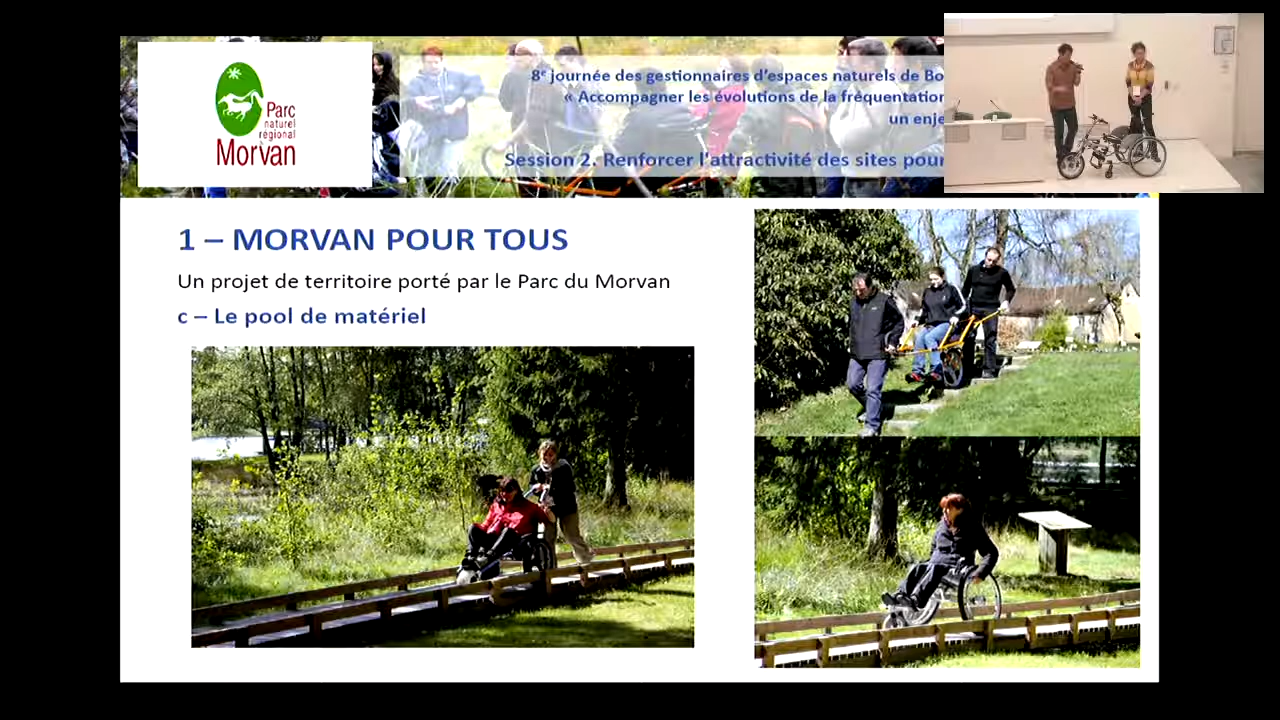 Parc
naturel
régional
Morvan
8e journée des gestionnaires d'espaces naturels de Bo
« Accompagner les évolutions de la fréquentation
un enje
Session 2. Renforcer l'attractivité des sites pour
1 – MORVAN POUR TOUS
Un projet de territoire porté par le Parc du Morvan
c – Le pool de matériel